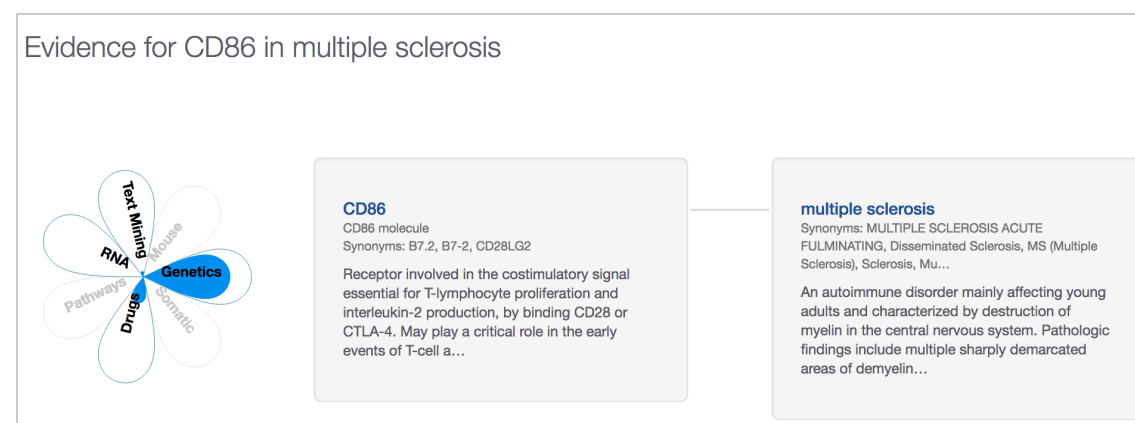 Evidence for CD86 in multiple sclerosis
Text Mining
Mouse
RNA
Genetics
Pathways
Somatic
Drugs
CD86
CD86 molecule
Synonyms: B7.2, B7-2, CD28LG2
Receptor involved in the costimulatory signal
essential for T-lymphocyte proliferation and
interleukin-2 production, by binding CD28 or
CTLA-4. May play a critical role in the early
events of T-cell a…
multiple sclerosis
Synonyms: MULTIPLE SCLEROSIS ACUTE
FULMINATING, Disseminated Sclerosis, MS (Multiple
Sclerosis), Sclerosis, Mu…
An autoimmune disorder mainly affecting young
adults and characterized by destruction of
myelin in the central nervous system. Pathologic
findings include multiple sharply demarcated
areas of demyelin…